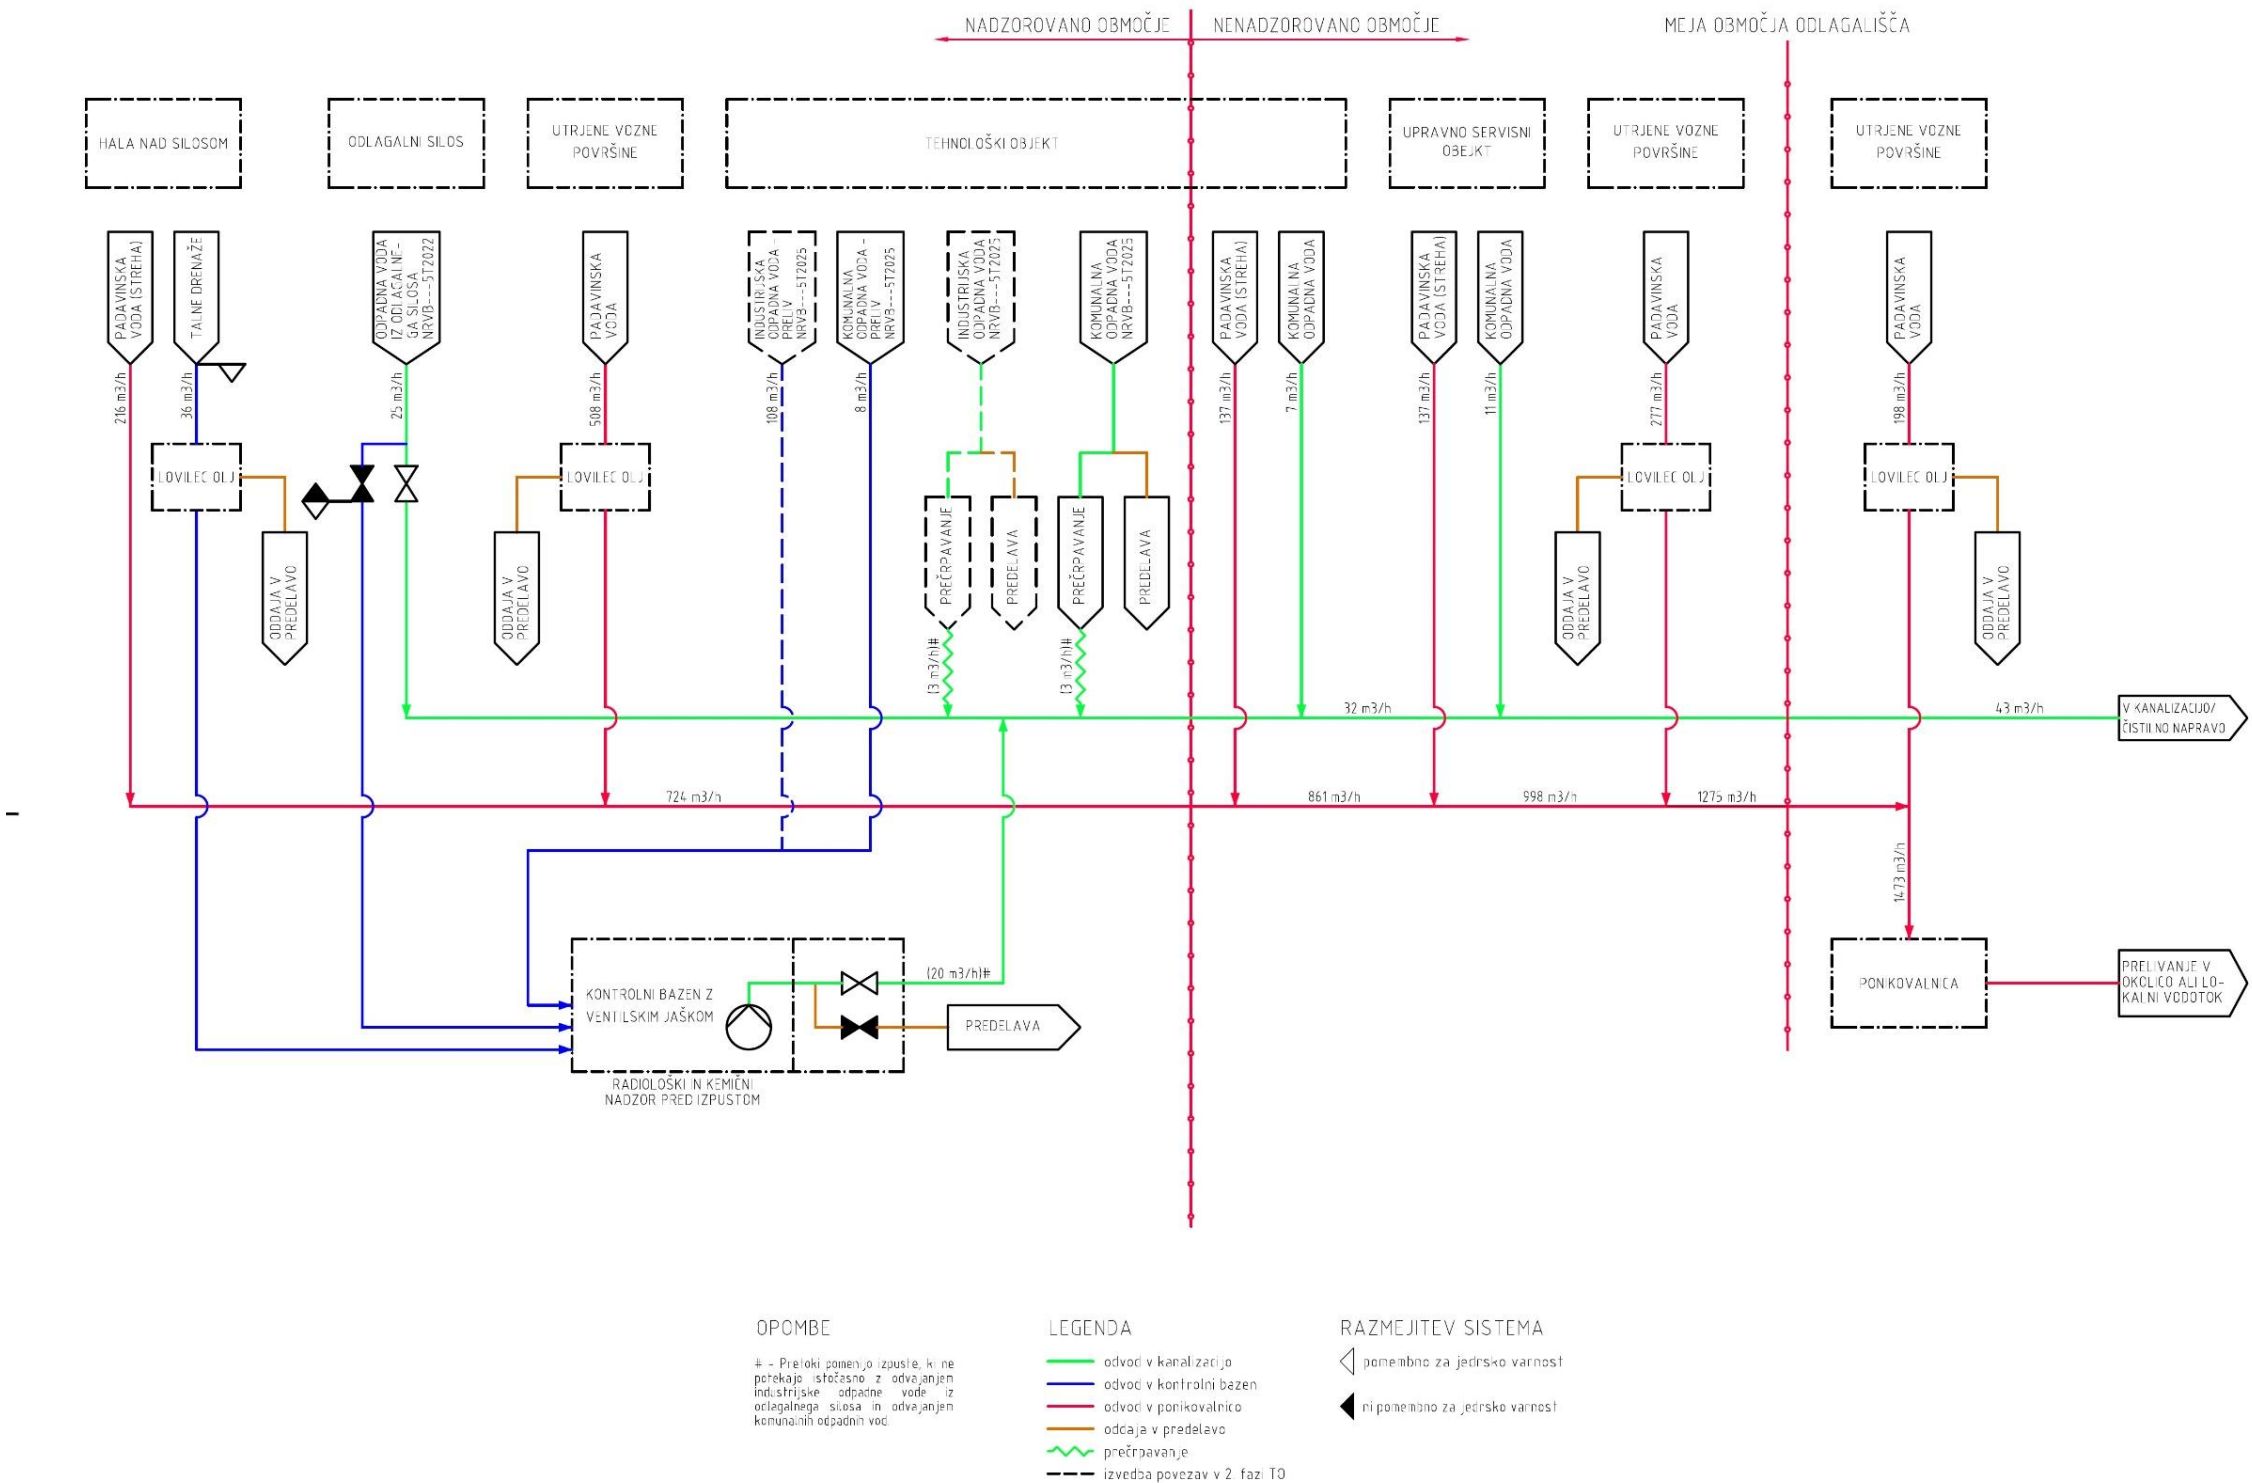 NADZOROVANO OBMOČJE
NENADZOROVANO OBMOČJE
MEJA OBMOČJA ODLAGALIŠČA
HALA NAD SILOSOM
ODLAGALNI SILOS
UTRJENE VOZNE
POVRŠINE
TEHNOLOŠKI OBJEKT
UPRAVNO SERVISNI
OBEJKT
UTRJENE VOZNE
POVRŠINE
UTRJENE VOZNE
POVRŠINE
PADAVINSKA
VODA (STREHA)
TALNE DRENAŽE
ODPADNA VODA
IZ ODLAGALNE-
GA SILOSA
NRVB---5T2022
PADAVINSKA
VODA
INDUSTRIJSKA
ODPADNA VODA -
PRELIV
NRVB---5T2025
KOMUNALNA
ODPADNA VODA -
PRELIV
NRVB---5T2025
INDUSTRIJSKA
ODPADNA VODA
NRVB---5T2025
KOMUNALNA
ODPADNA VODA
NRVB---5T2025
PADAVINSKA
VODA (STREHA)
KOMUNALNA
ODPADNA VODA
PADAVINSKA
VODA (STREHA)
KOMUNALNA
ODPADNA VODA
PADAVINSKA
VODA
PADAVINSKA
VODA
216 m3/h
36 m3/h
25 m3/h
508 m3/h
108 m3/h
8 m3/h
137 m3/h
7 m3/h
137 m3/h
11 m3/h
277 m3/h
198 m3/h
LOVILEC OLJ
LOVILEC OLJ
LOVILEC OLJ
LOVILEC OLJ
ODDAJA V
PREDELAVO
ODDAJA V
PREDELAVO
PREČRPAVANJE
PREDELAVA
PREČRPAVANJE
PREDELAVA
ODDAJA V
PREDELAVO
ODDAJA V
PREDELAVO
(3 m3/h)#
(3 m3/h)#
32 m3/h
43 m3/h
V KANALIZACIJO/
ČISTILNO NAPRAVO
724 m3/h
861 m3/h
998 m3/h
1275 m3/h
1473 m3/h
KONTROLNI BAZEN Z
VENTILSKIM JAŠKOM
(20 m3/h)#
PREDELAVA
RADIOLOŠKI IN KEMIČNI
NADZOR PRED IZPUSTOM
PONIKOVALNICA
PRELIVANJE V
OKOLICO ALI LO-
KALNI VODOTOK
OPOMBE
# - Pretoki pomenijo izpuste, ki ne
potekajo istočasno z odvajanjem
industrijske odpadne vode iz
odlagalnega silosa in odvajanjem
komunalnih odpadnih vod.
LEGENDA
odvod v kanalizacijo
odvod v kontrolni bazen
odvod v ponikovalnico
oddaja v predelavo
prečrpavanje
izvedba povezav v 2. fazi TO
RAZMEJITEV SISTEMA
pomembno za jedrsko varnost
ni pomembno za jedrsko varnost